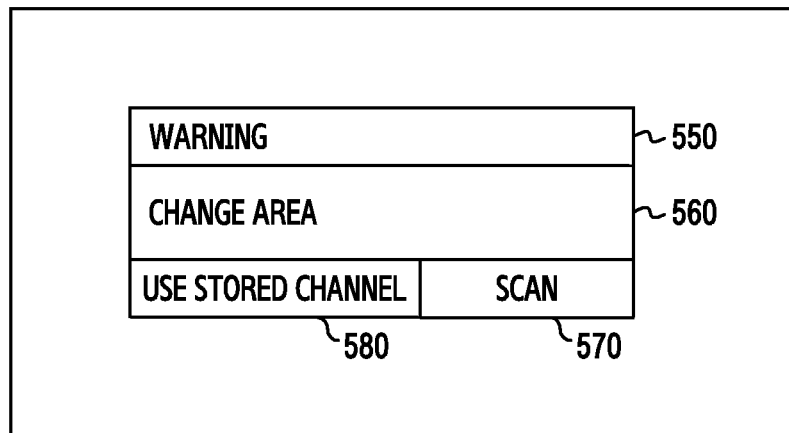 WARNING 550
CHANGE AREA 560
USE STORED CHANNEL SCAN
580 570